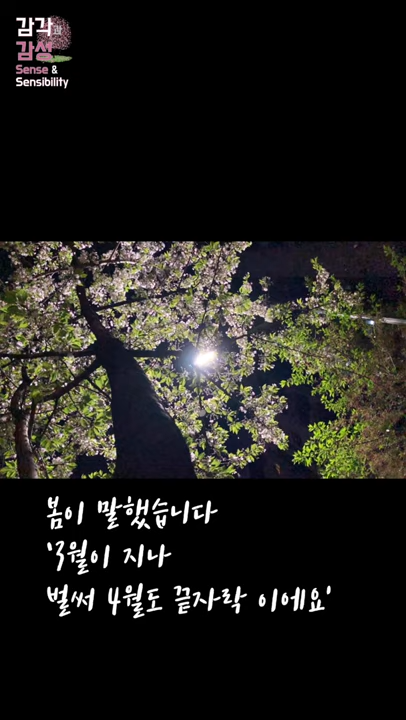 감각과
감성
Sense &
Sensibility
봄이 말했습니다
'3월이 지나
벌써 4월도 끝자락 이에요'